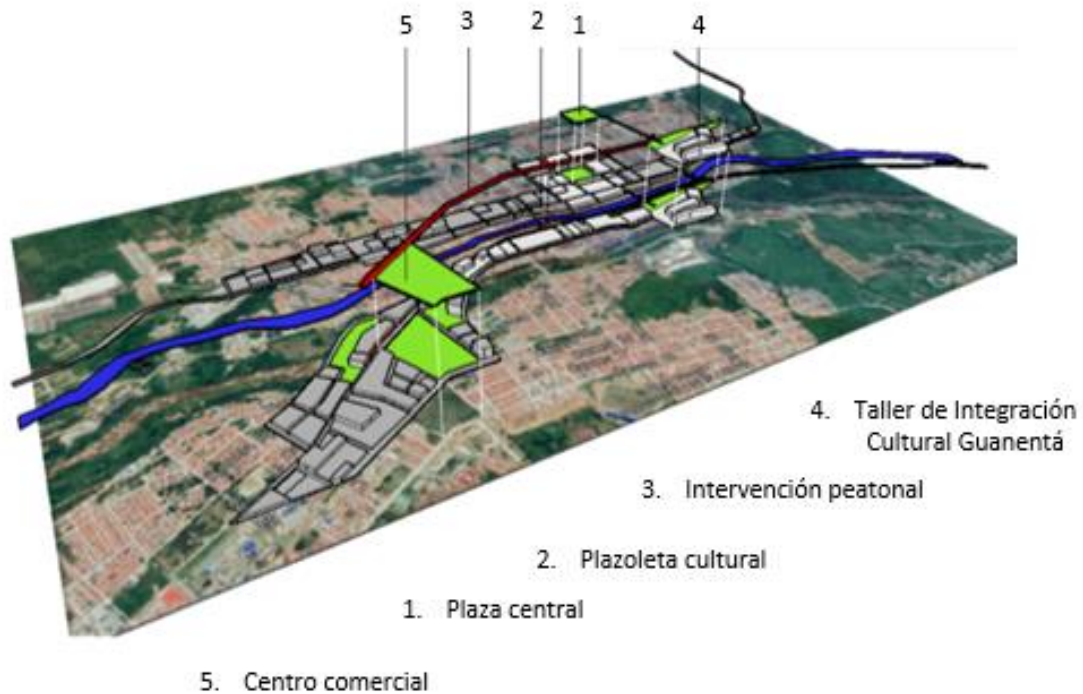 5 3 2 1 4
4. Taller de Integración
Cultural Guanentá
3. Intervención peatonal
2. Plazoleta cultural
1. Plaza central
5. Centro comercial